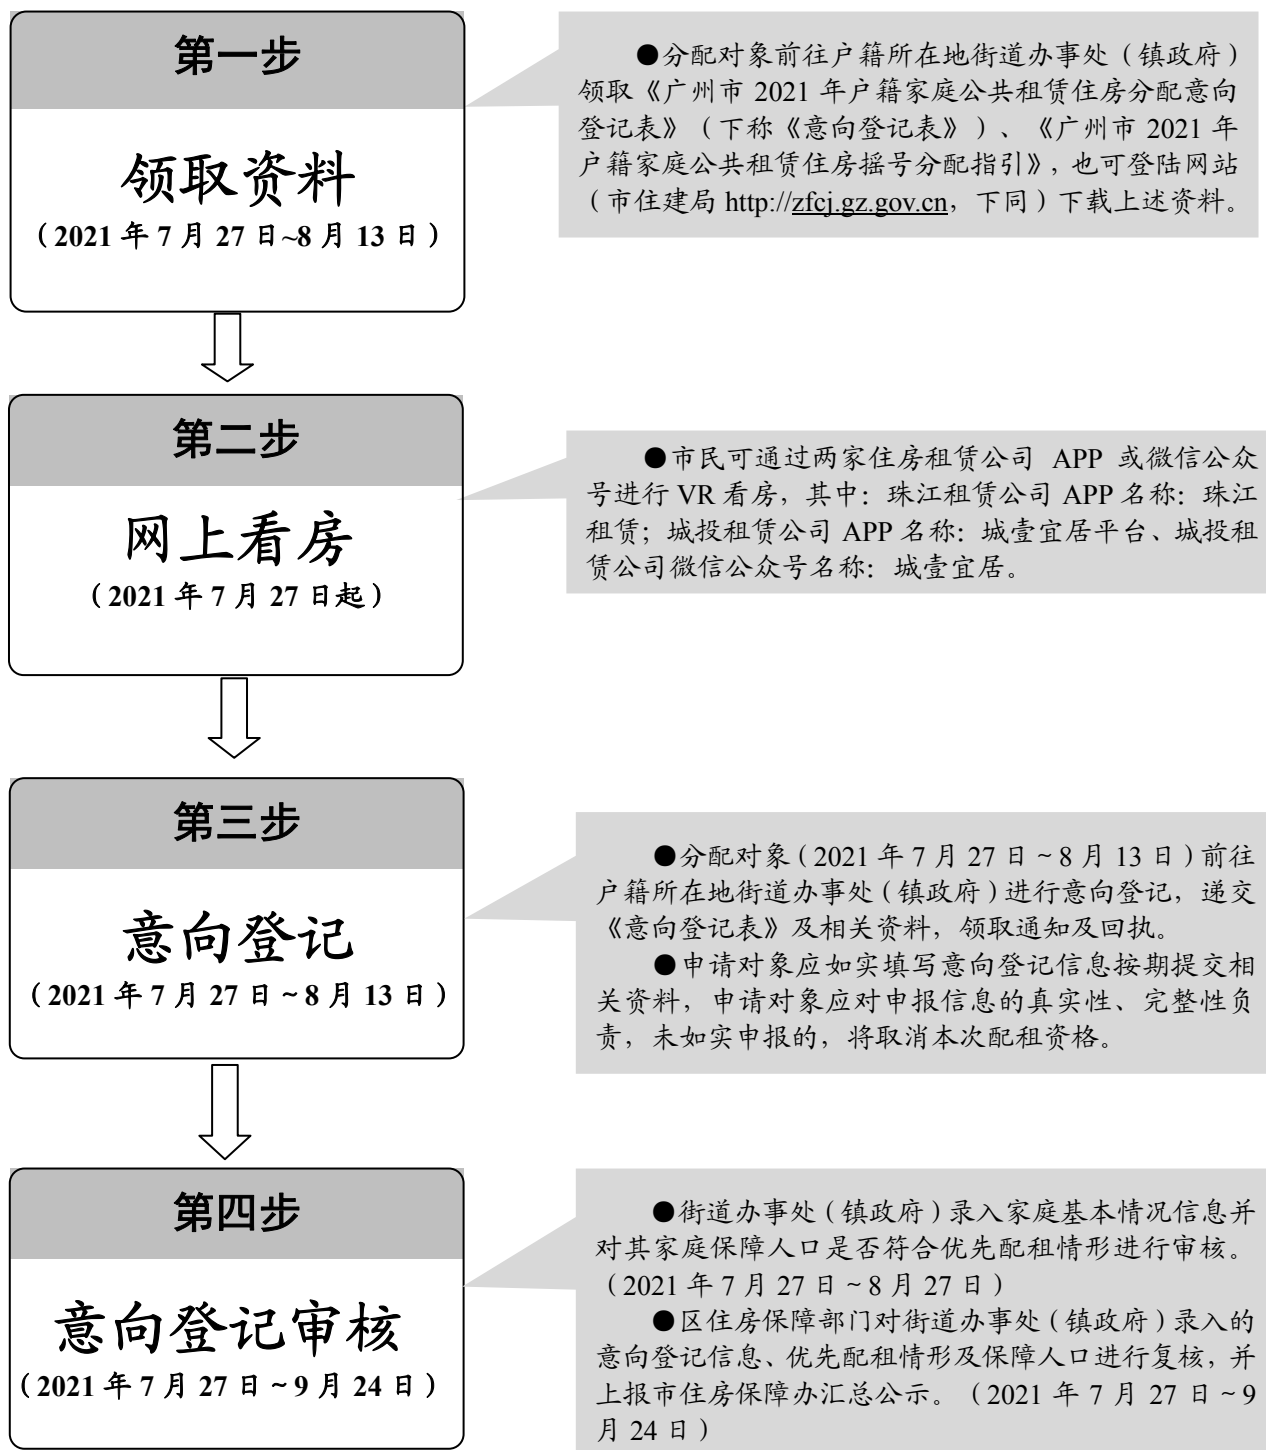 第一步
领取资料
（2021 年 7 月 27 日~8 月 13 日）
●分配对象前往户籍所在地街道办事处（镇政府）
领取《广州市 2021 年户籍家庭公共租赁住房分配意向
登记表》（下称《意向登记表》）、《广州市 2021 年
户籍家庭公共租赁住房摇号分配指引》，也可登陆网站
（市住建局 http://zfcj.gz.gov.cn，下同）下载上述资料。
第二步
网上看房
（2021 年 7 月 27 日起）
●市民可通过两家住房租赁公司 APP 或微信公众
号进行 VR 看房，其中：珠江租赁公司 APP 名称：珠江
租赁；城投租赁公司 APP 名称：城壹宜居平台、城投租
赁公司微信公众号名称：城壹宜居。
第三步
意向登记
（2021 年 7 月 27 日～8 月 13 日）
●分配对象（2021 年 7 月 27 日～8 月 13 日）前往
户籍所在地街道办事处（镇政府）进行意向登记，递交
《意向登记表》及相关资料，领取通知及回执。
●申请对象应如实填写意向登记信息按期提交相
关资料，申请对象应对申报信息的真实性、完整性负
责，未如实申报的，将取消本次配租资格。
第四步
意向登记审核
（2021 年 7 月 27 日～9 月 24 日）
●街道办事处（镇政府）录入家庭基本情况信息并
对其家庭保障人口是否符合优先配租情形进行审核。
（2021 年 7 月 27 日～8 月 27 日）
●区住房保障部门对街道办事处（镇政府）录入的
意向登记信息、优先配租情形及保障人口进行复核，并
上报市住房保障办汇总公示。（2021 年 7 月 27 日～9
月 24 日）